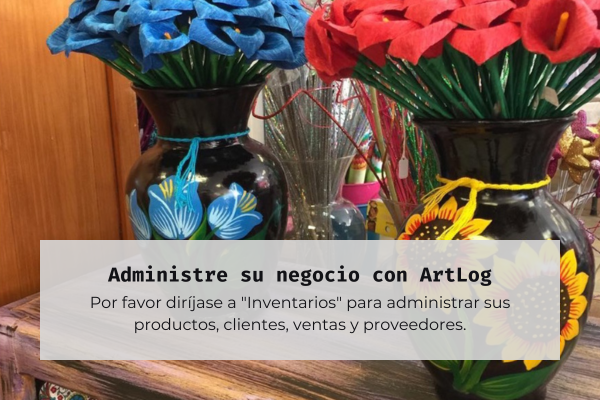 Administre su negocio con ArtLog
Por favor diríjase a "Inventarios" para administrar sus
productos, clientes, ventas y proveedores.